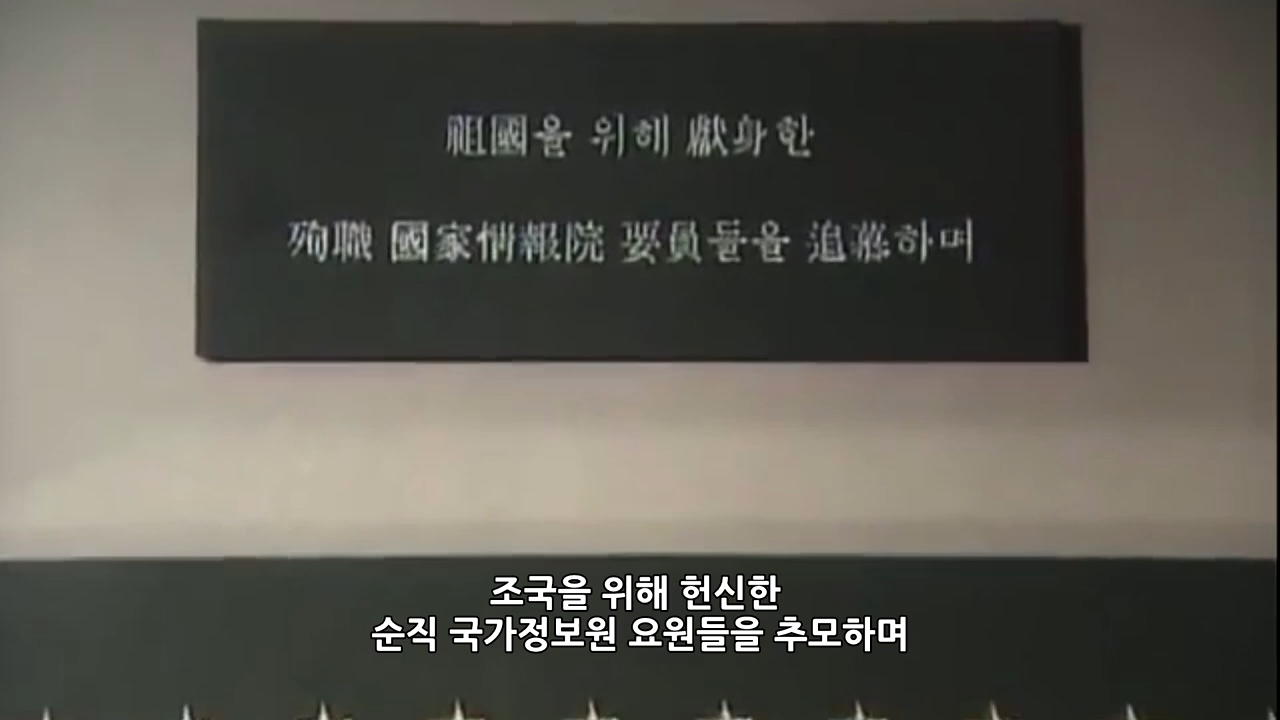 祖國을 위해 獻身한
殉職 國家情報院 要員들을 追慕하며
조국을 위해 헌신한
순직 국가정보원 요원들을 추모하며